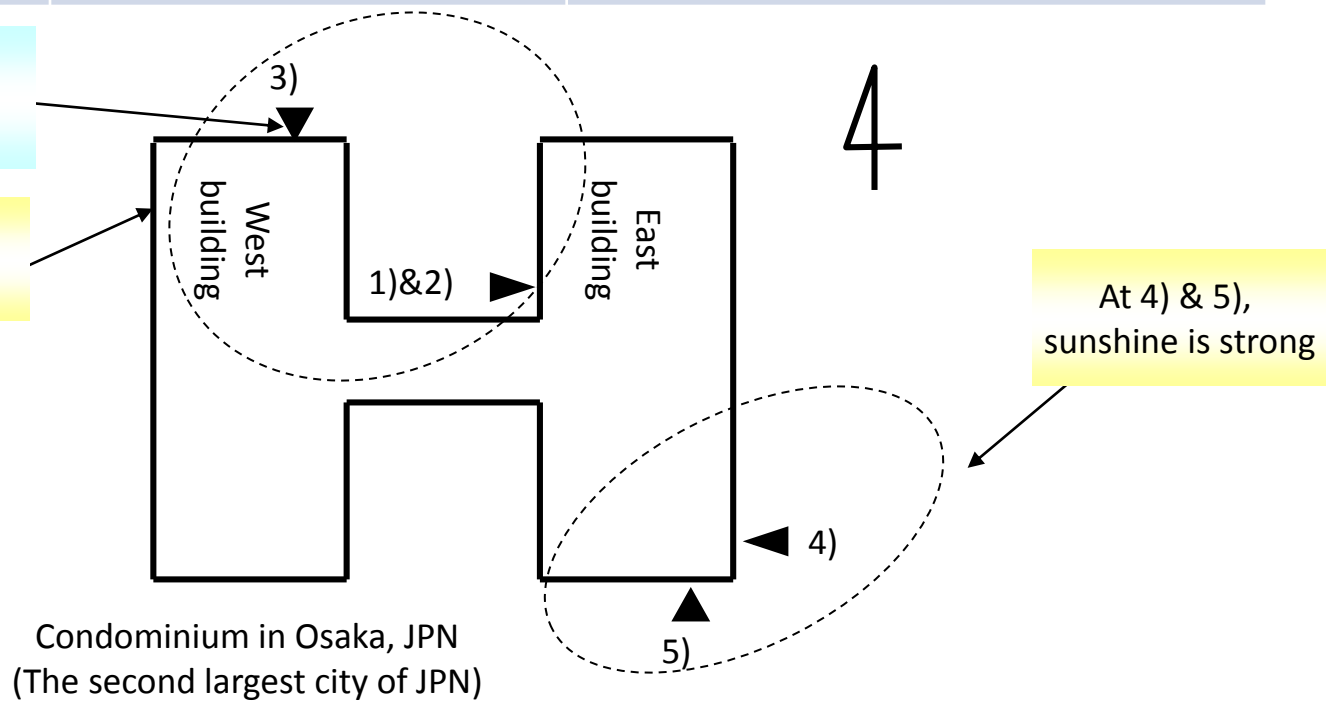 3)
West
building
East
building
1)&2)
At 4) & 5),
sunshine is strong
4)
5)
Condominium in Osaka, JPN
(The second largest city of JPN)